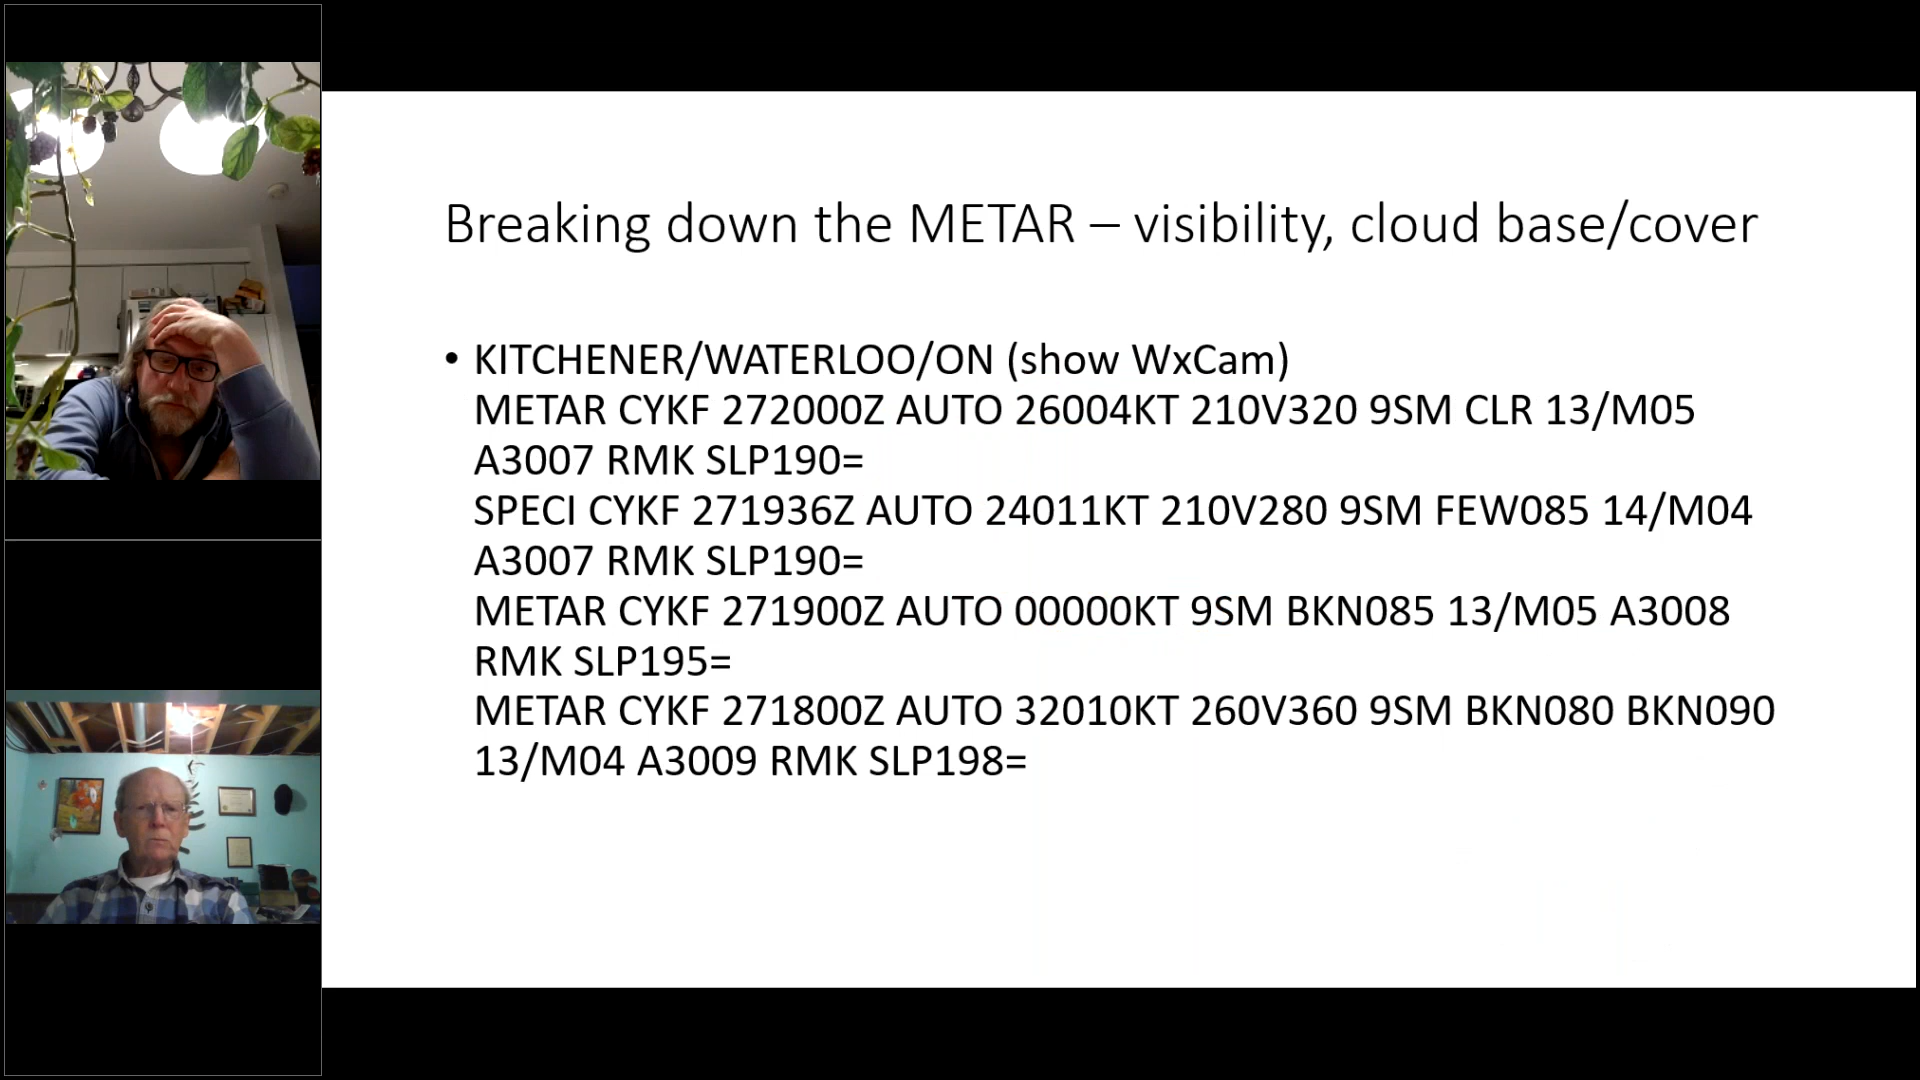 Breaking down the METAR – visibility, cloud base/cover
• KITCHENER/WATERLOO/ON (show WxCam)
METAR CYKF 272000Z AUTO 26004KT 210V320 9SM CLR 13/M05
A3007 RMK SLP190=
SPECI CYKF 271936Z AUTO 24011KT 210V280 9SM FEW085 14/M04
A3007 RMK SLP190=
METAR CYKF 271900Z AUTO 00000KT 9SM BKN085 13/M05 A3008
RMK SLP195=
METAR CYKF 271800Z AUTO 32010KT 260V360 9SM BKN080 BKN090
13/M04 A3009 RMK SLP198=